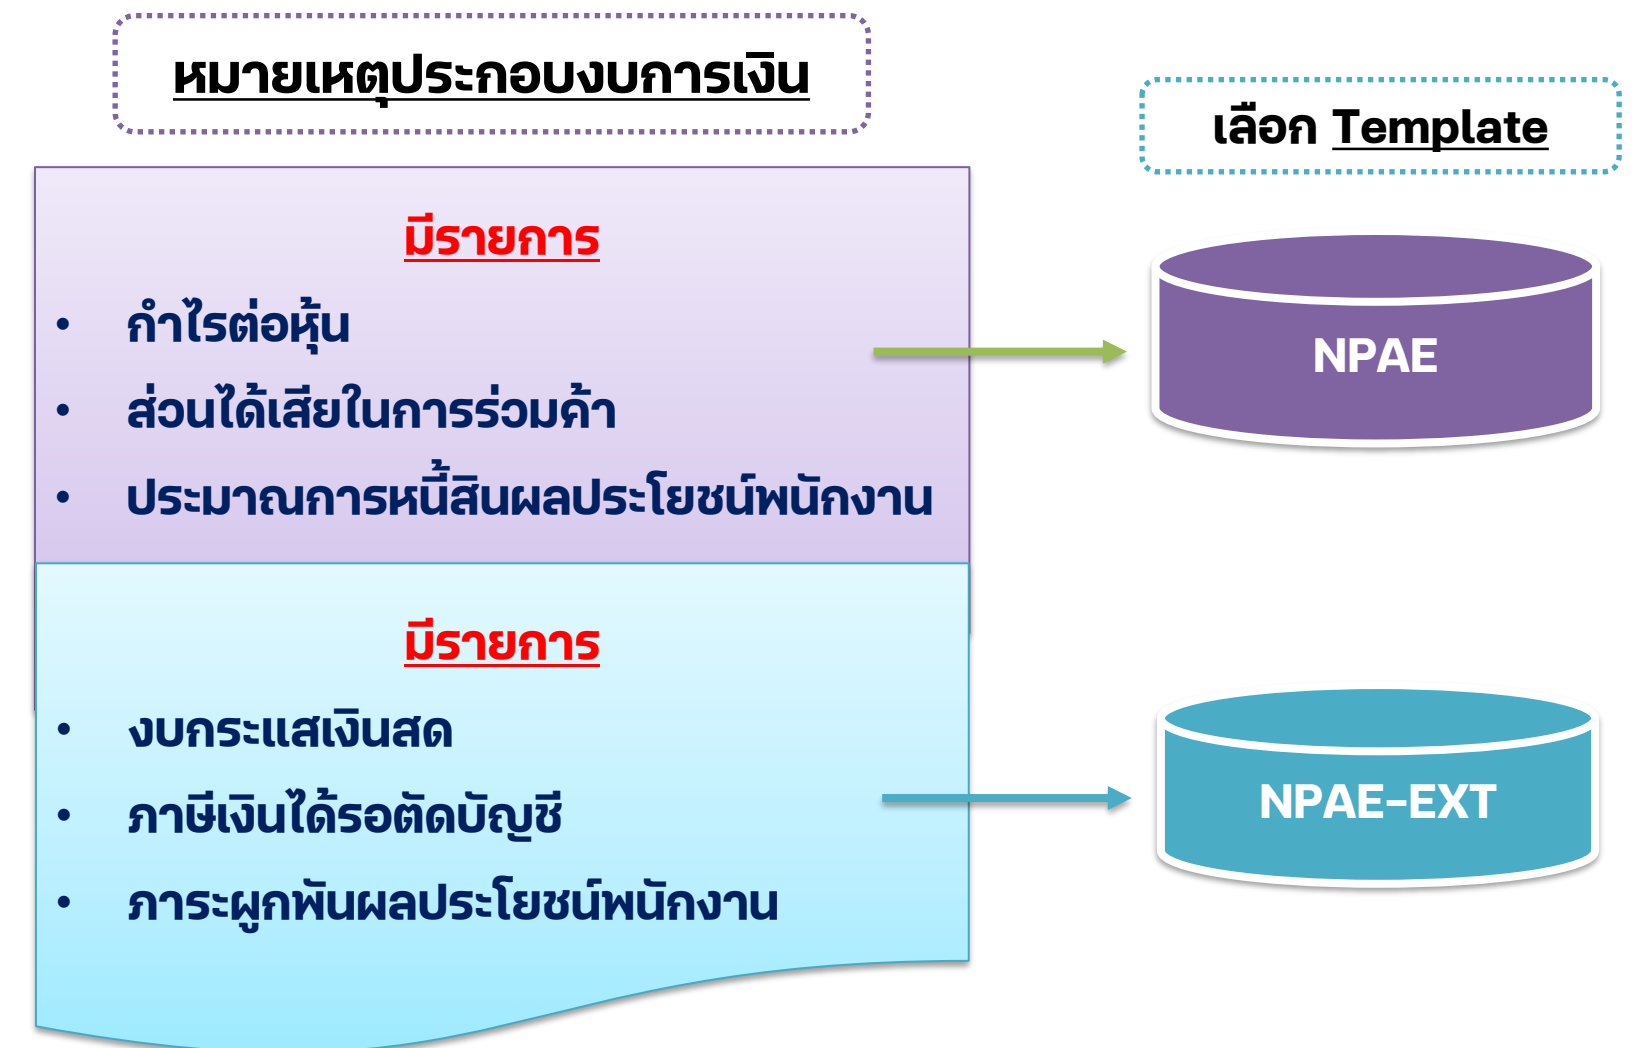 หมายเหตุประกอบงบการเงิน
เลือก Template
มีรายการ
• กำไรต่อหุ้น
• ส่วนได้เสียในการร่วมค้า
• ประมาณการหนี้สินผลประโยชน์พนักงาน
NPAE
มีรายการ
• งบกระแสเงินสด
• ภาษีเงินได้รอตัดบัญชี
• ภาระผูกพันผลประโยชน์พนักงาน
NPAE-EXT